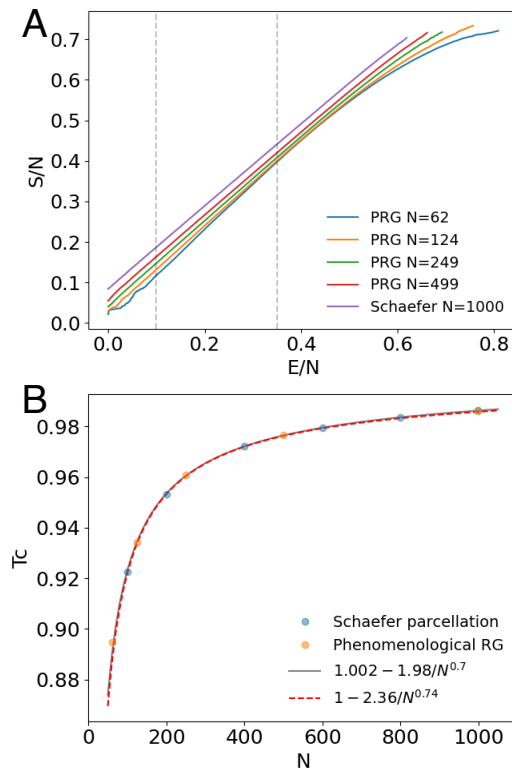 A
0.7
0.6
0.5
0.4
0.3
0.2
0.1
0.0
S/N
PRG N=62
PRG N=124
PRG N=249
PRG N=499
Schaefer N=1000
0.0 0.2 0.4 0.6 0.8
E/N
B
0.98
0.96
0.94
0.92
0.90
0.88
Tc
Schaefer parcellation
Phenomenological RG
1.002 − 1.98/N^0.7
1 − 2.36/N^0.74
0 200 400 600 800 1000
N